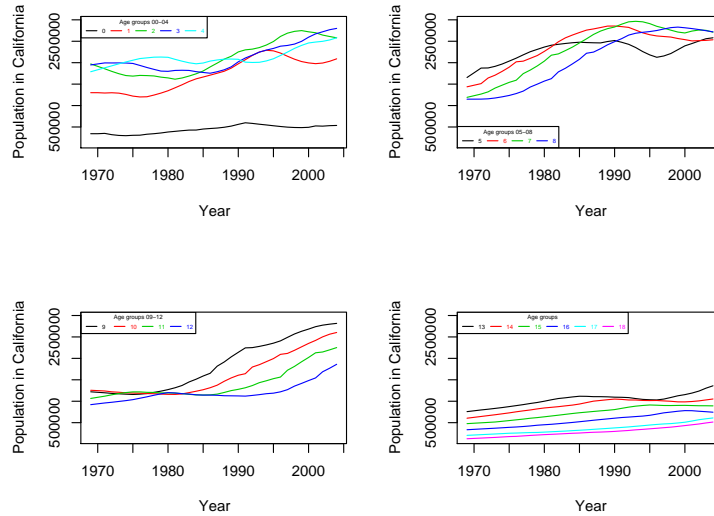 Population in California
500000
2500000
Age groups 00–04
0 1 2 3 4
1970 1980 1990 2000
Year
Population in California
500000
2500000
Age groups 05–08
5 6 7 8
1970 1980 1990 2000
Year
Population in California
500000
2500000
Age groups 09–12
9 10 11 12
1970 1980 1990 2000
Year
Population in California
500000
2500000
Age groups
13 14 15 16 17 18
1970 1980 1990 2000
Year